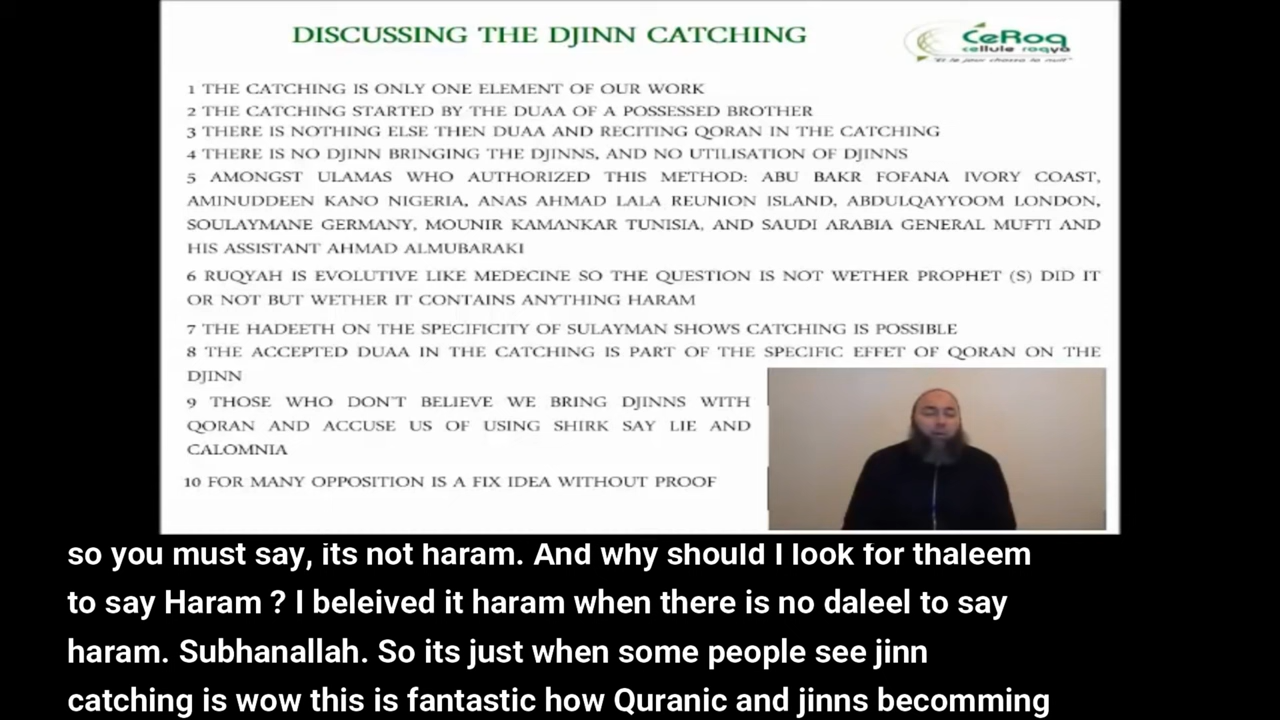 DISCUSSING THE DJINN CATCHING
CeRoq
cellule roqya
"Et le jour chassa la nuit"
1 THE CATCHING IS ONLY ONE ELEMENT OF OUR WORK
2 THE CATCHING STARTED BY THE DUAA OF A POSSESSED BROTHER
3 THERE IS NOTHING ELSE THEN DUAA AND RECITING QORAN IN THE CATCHING
4 THERE IS NO DJINN BRINGING THE DJINNS, AND NO UTILISATION OF DJINNS
5 AMONGST ULAMAS WHO AUTHORIZED THIS METHOD: ABU BAKR FOFANA IVORY COAST,
AMINUDDEEN KANO NIGERIA, ANAS AHMAD LALA REUNION ISLAND, ABDULQAYYOOM LONDON,
SOULAYMANE GERMANY, MOUNIR KAMANKAR TUNISIA, AND SAUDI ARABIA GENERAL MUFTI AND
HIS ASSISTANT AHMAD ALMUBARAKI
6 RUQYAH IS EVOLUTIVE LIKE MEDECINE SO THE QUESTION IS NOT WETHER PROPHET (S) DID IT
OR NOT BUT WETHER IT CONTAINS ANYTHING HARAM
7 THE HADEETH ON THE SPECIFICITY OF SULAYMAN SHOWS CATCHING IS POSSIBLE
8 THE ACCEPTED DUAA IN THE CATCHING IS PART OF THE SPECIFIC EFFET OF QORAN ON THE
DJINN
9 THOSE WHO DON'T BELIEVE WE BRING DJINNS WITH
QORAN AND ACCUSE US OF USING SHIRK SAY LIE AND
CALOMNIA
10 FOR MANY OPPOSITION IS A FIX IDEA WITHOUT PROOF
so you must say, its not haram. And why should I look for thaleem
to say Haram ? I beleived it haram when there is no daleel to say
haram. Subhanallah. So its just when some people see jinn
catching is wow this is fantastic how Quranic and jinns becomming